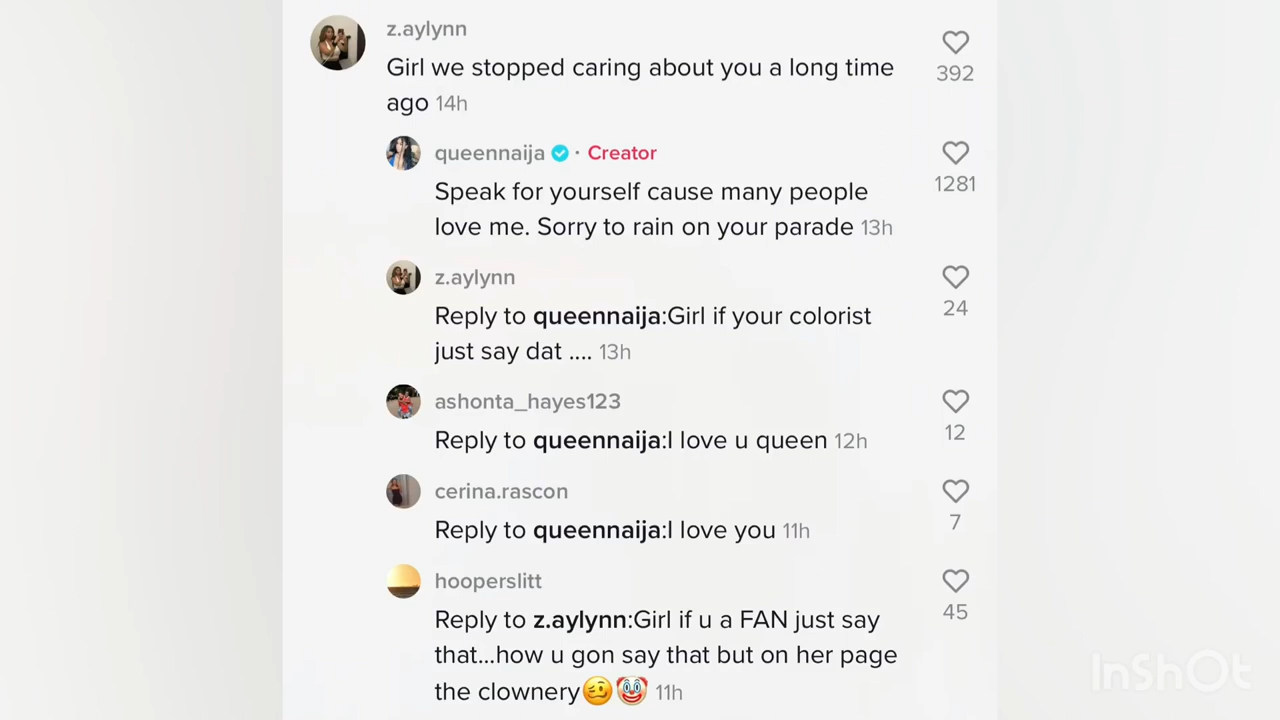 z.aylynn
Girl we stopped caring about you a long time
ago 14h
392
queennaija · Creator
Speak for yourself cause many people
love me. Sorry to rain on your parade 13h
1281
z.aylynn
Reply to queennaija:Girl if your colorist
just say dat .... 13h
24
ashonta_hayes123
Reply to queennaija:I love u queen 12h
12
cerina.rascon
Reply to queennaija:I love you 11h
7
hooperslitt
Reply to z.aylynn:Girl if u a FAN just say
that...how u gon say that but on her page
the clownery🥴🤡 11h
45
InShOt